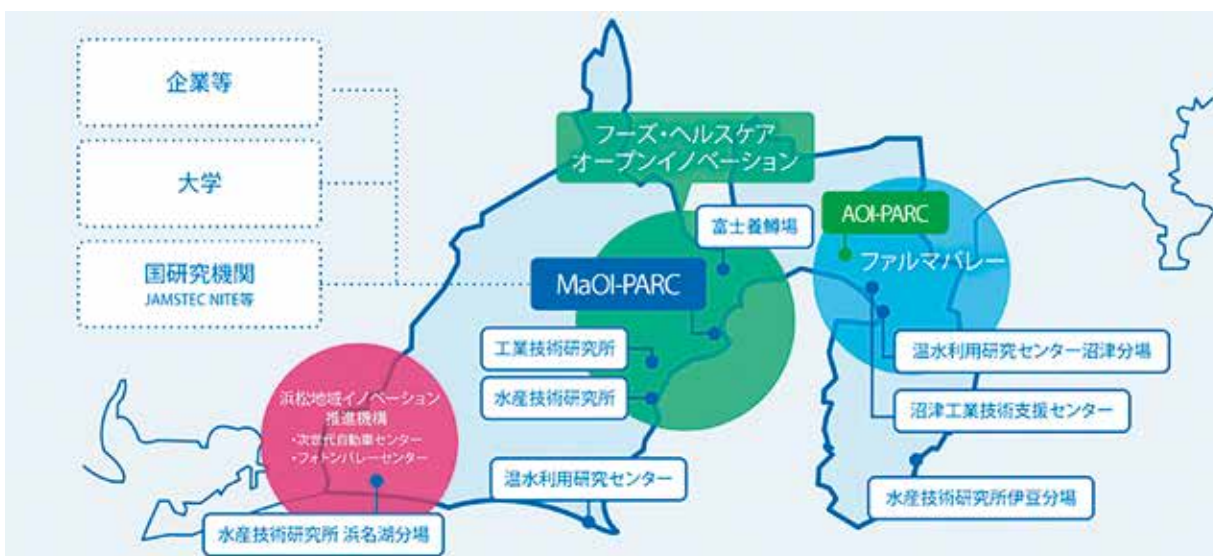 企業等
大学
国研究機関
JAMSTEC NITE等
フーズ・ヘルスケア
オープンイノベーション
富士養鱒場
AOI-PARC
ファルマバレー
MaOI-PARC
工業技術研究所
水産技術研究所
温水利用研究センター沼津分場
沼津工業技術支援センター
浜松地域イノベーション
推進機構
・次世代自動車センター
・フォトンバレーセンター
温水利用研究センター
水産技術研究所伊豆分場
水産技術研究所 浜名湖分場